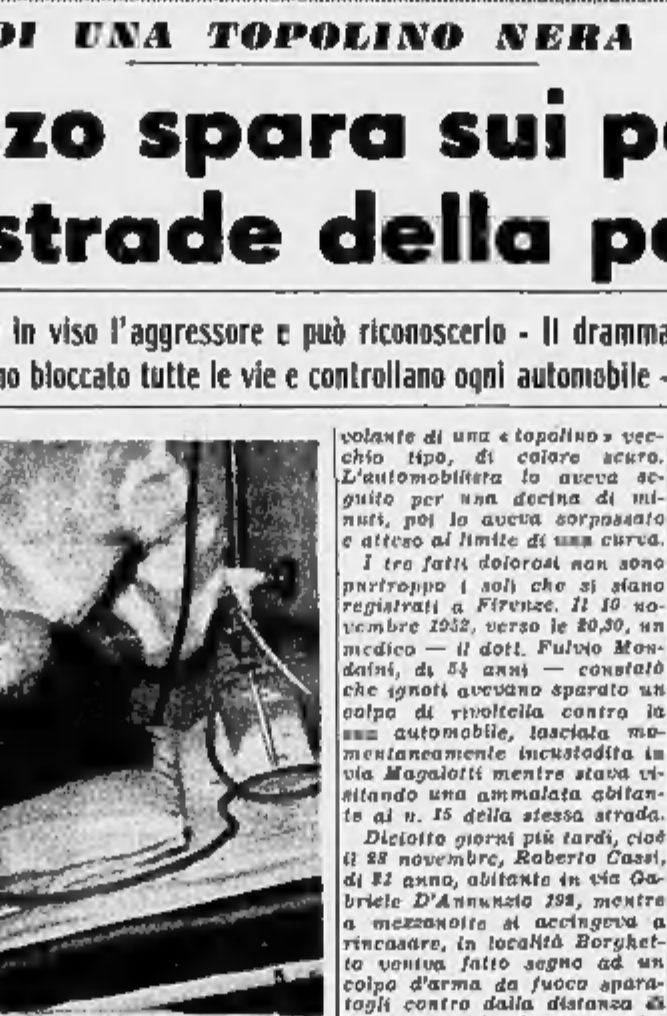 DI UNA TOPOLINO NERA
zo spara sui p
strade della p
in viso l'aggressore e può riconoscerlo - Il dramma
no bloccato tutte le vie e controllano ogni automobile -
volante di una « topolino » vec-
chio tipo, di colore scuro.
L'automobilista lo aveva se-
guito per una decina di mi-
nuti, poi lo aveva sorpassato
e atteso al limite di una curva.
I tre fatti dolorosi non sono
purtroppo i soli che si siano
registrati a Firenze. Il 10 no-
vembre 1952, verso le 20,30, un
medico — il dott. Fulvio Mon-
daini, di 54 anni — constatò
che ignoti avevano sparato un
colpo di rivoltella contro la
sua automobile, lasciata mo-
mentaneamente incustodita in
via Magalotti mentre stava vi-
sitando una ammalata abitan-
te al n. 15 della stessa strada.
Diciotto giorni più tardi, cioè
il 28 novembre, Roberto Cassi,
di 21 anno, abitante in via Ga-
briele D'Annunzio 198, mentre
a mezzanotte si accingeva a
rincasare, in località Borghet-
to veniva fatto segno ad un
colpo d'arma da fuoco spara-
togli contro dalla distanza di